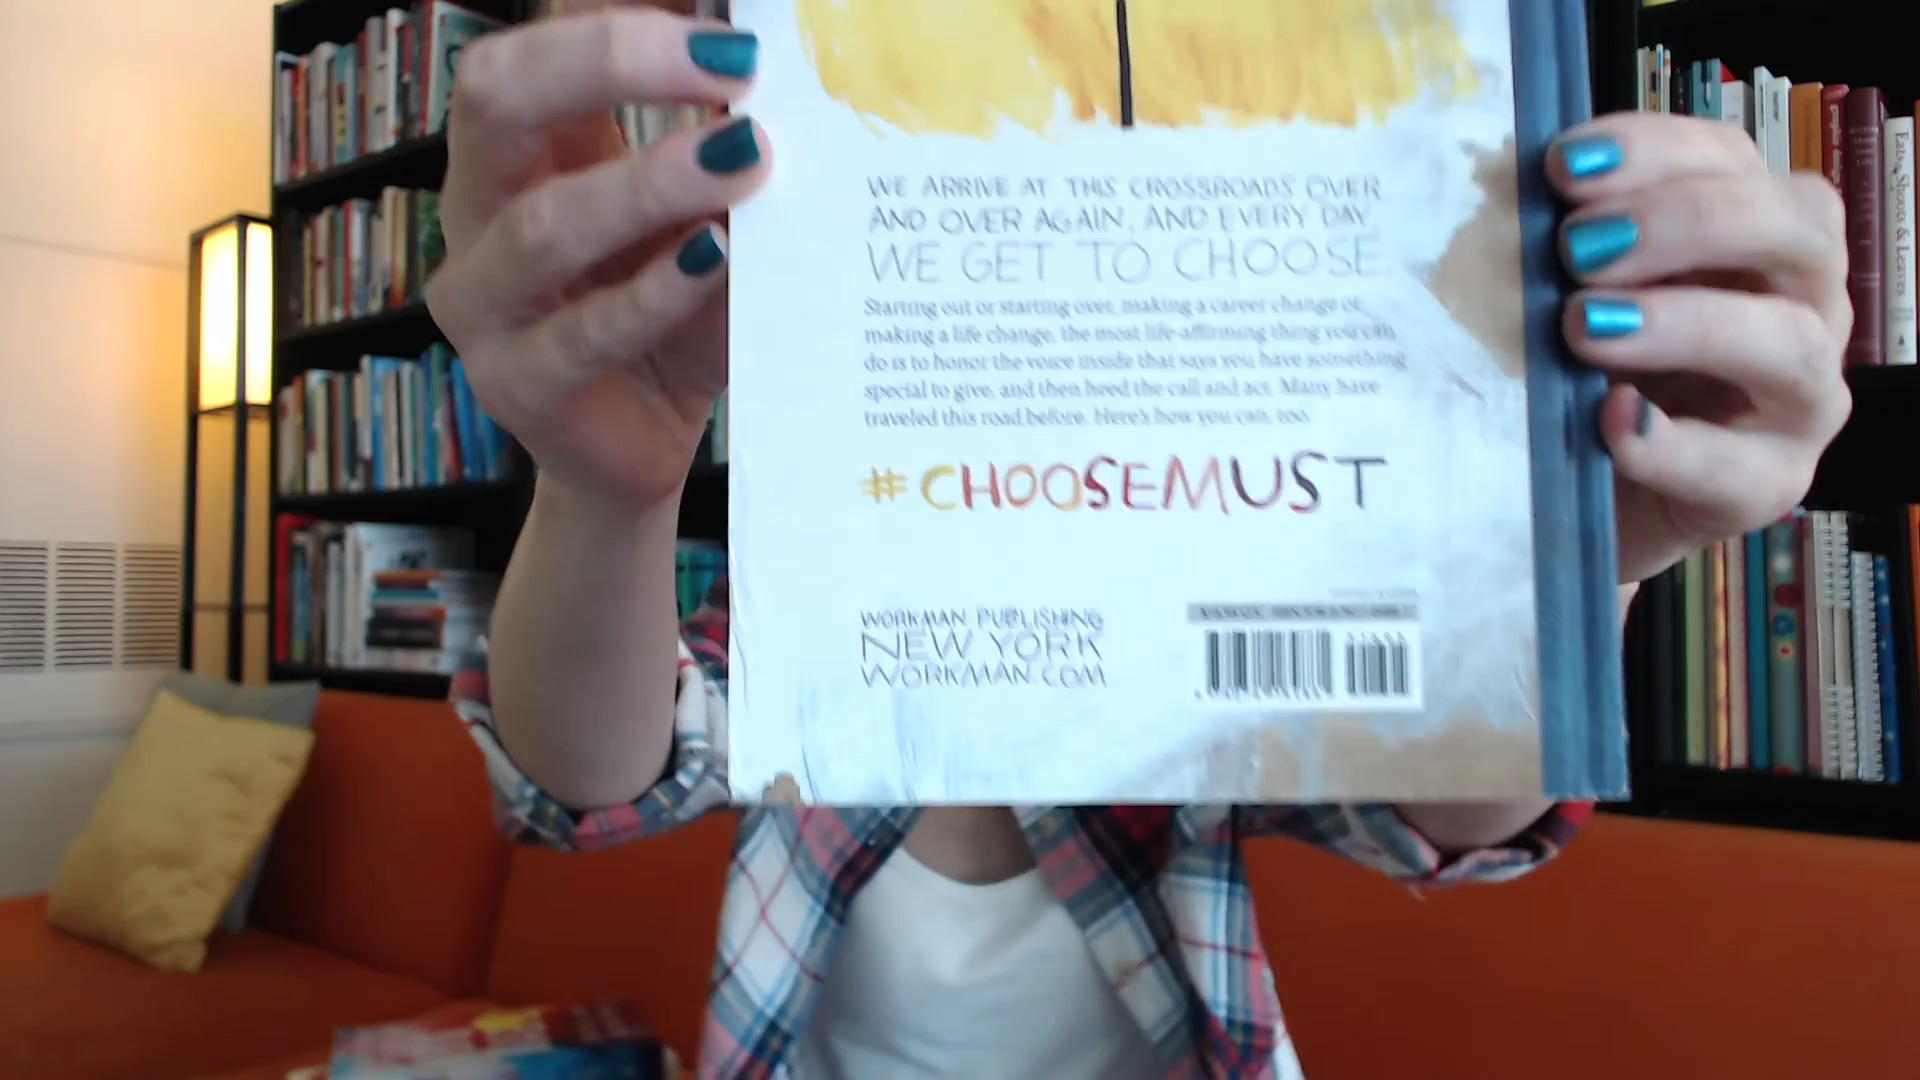 WE ARRIVE AT THIS CROSSROADS OVER
AND OVER AGAIN, AND EVERY DAY,
WE GET TO CHOOSE.
Starting out or starting over, making a career change or
making a life change, the most life-affirming thing you can
do is to honor the voice inside that says you have something
special to give, and then heed the call and act. Many have
traveled this road before. Here's how you can, too.
#CHOOSEMUST
WORKMAN PUBLISHING
NEW YORK
WORKMAN.COM
Shoots & Leaves